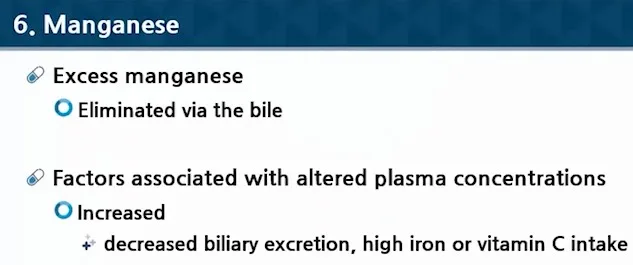 6. Manganese
Excess manganese
Eliminated via the bile
Factors associated with altered plasma concentrations
Increased
decreased biliary excretion, high iron or vitamin C intake